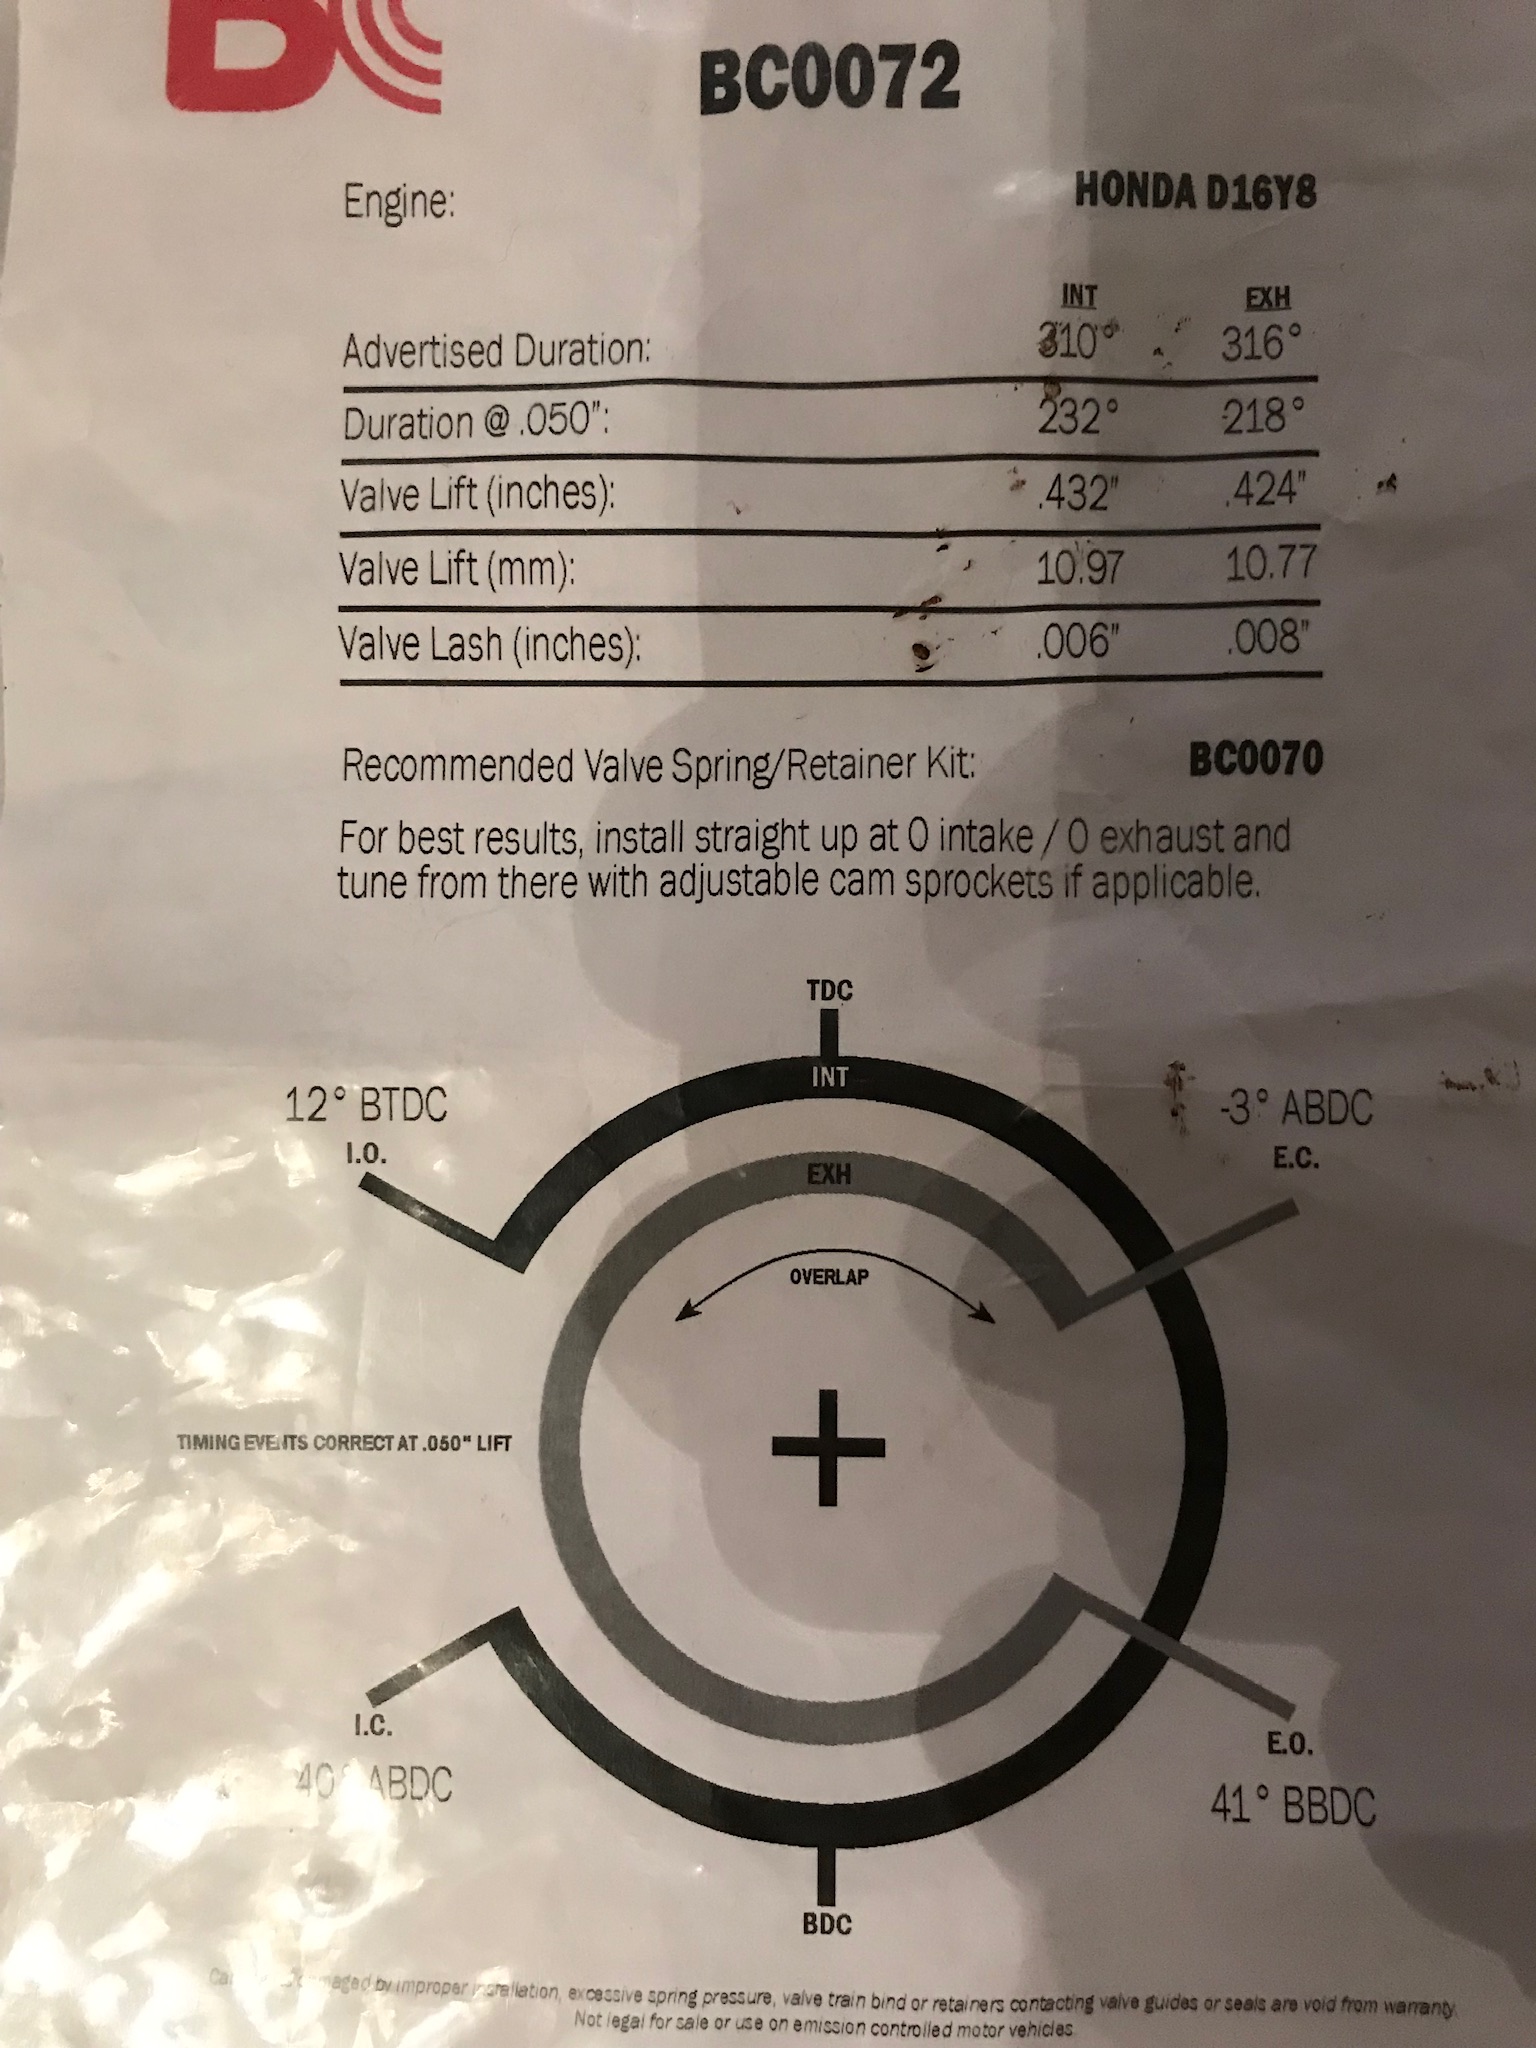 BC
BC0072
Engine: HONDA D16Y8
INT EXH
Advertised Duration: 310° 316°
Duration @ .050": 232° 218°
Valve Lift (inches): .432" .424"
Valve Lift (mm): 10.97 10.77
Valve Lash (inches): .006" .008"
Recommended Valve Spring/Retainer Kit: BC0070
For best results, install straight up at 0 intake / 0 exhaust and
tune from there with adjustable cam sprockets if applicable.
TDC
INT
12° BTDC
I.O.
-3° ABDC
E.C.
EXH
OVERLAP
TIMING EVENTS CORRECT AT .050" LIFT
I.C.
40° ABDC
E.O.
41° BBDC
BDC
by improper installation, excessive spring pressure, valve train bind or retainers contacting valve guides or seals are void from warranty.
Not legal for sale or use on emission controlled motor vehicles.